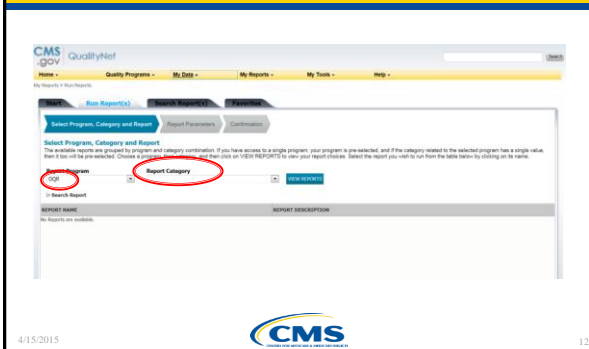 CMS
.gov QualityNet
Search
Home - Quality Programs - My Data - My Reports - My Tools - Help -
My Reports > Run Reports
Start Run Report(s) Search Report(s) Favorites
Select Program, Category and Report Report Parameters Confirmation
Select Program, Category and Report
The available reports are grouped by program and category combination. If you have access to a single program, your program is pre-selected, and if the category related to the selected program has a single value,
then it too will be pre-selected. Choose a program, then category, and then click on VIEW REPORTS to view your report choices. Select the report you wish to run from the table below by clicking on its name.
Report Program Report Category
OQR VIEW REPORTS
Search Report
REPORT NAME REPORT DESCRIPTION
No Reports are available.
4/15/2015
CMS
CENTERS FOR MEDICARE & MEDICAID SERVICES
12